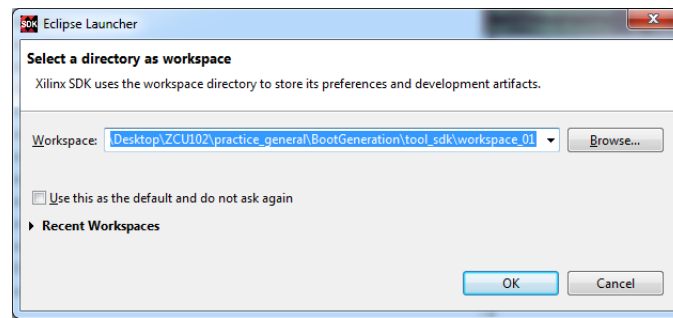 SDK Eclipse Launcher
x
Select a directory as workspace
Xilinx SDK uses the workspace directory to store its preferences and development artifacts.
Workspace: \Desktop\ZCU102\practice_general\BootGeneration\tool_sdk\workspace_01 Browse...
Use this as the default and do not ask again
Recent Workspaces
OK Cancel